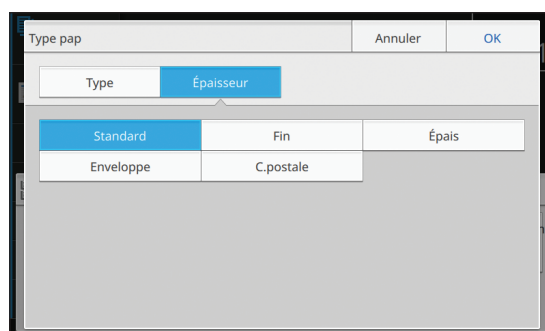 Type pap Annuler OK
Type Épaisseur
Standard Fin Épais
Enveloppe C.postale